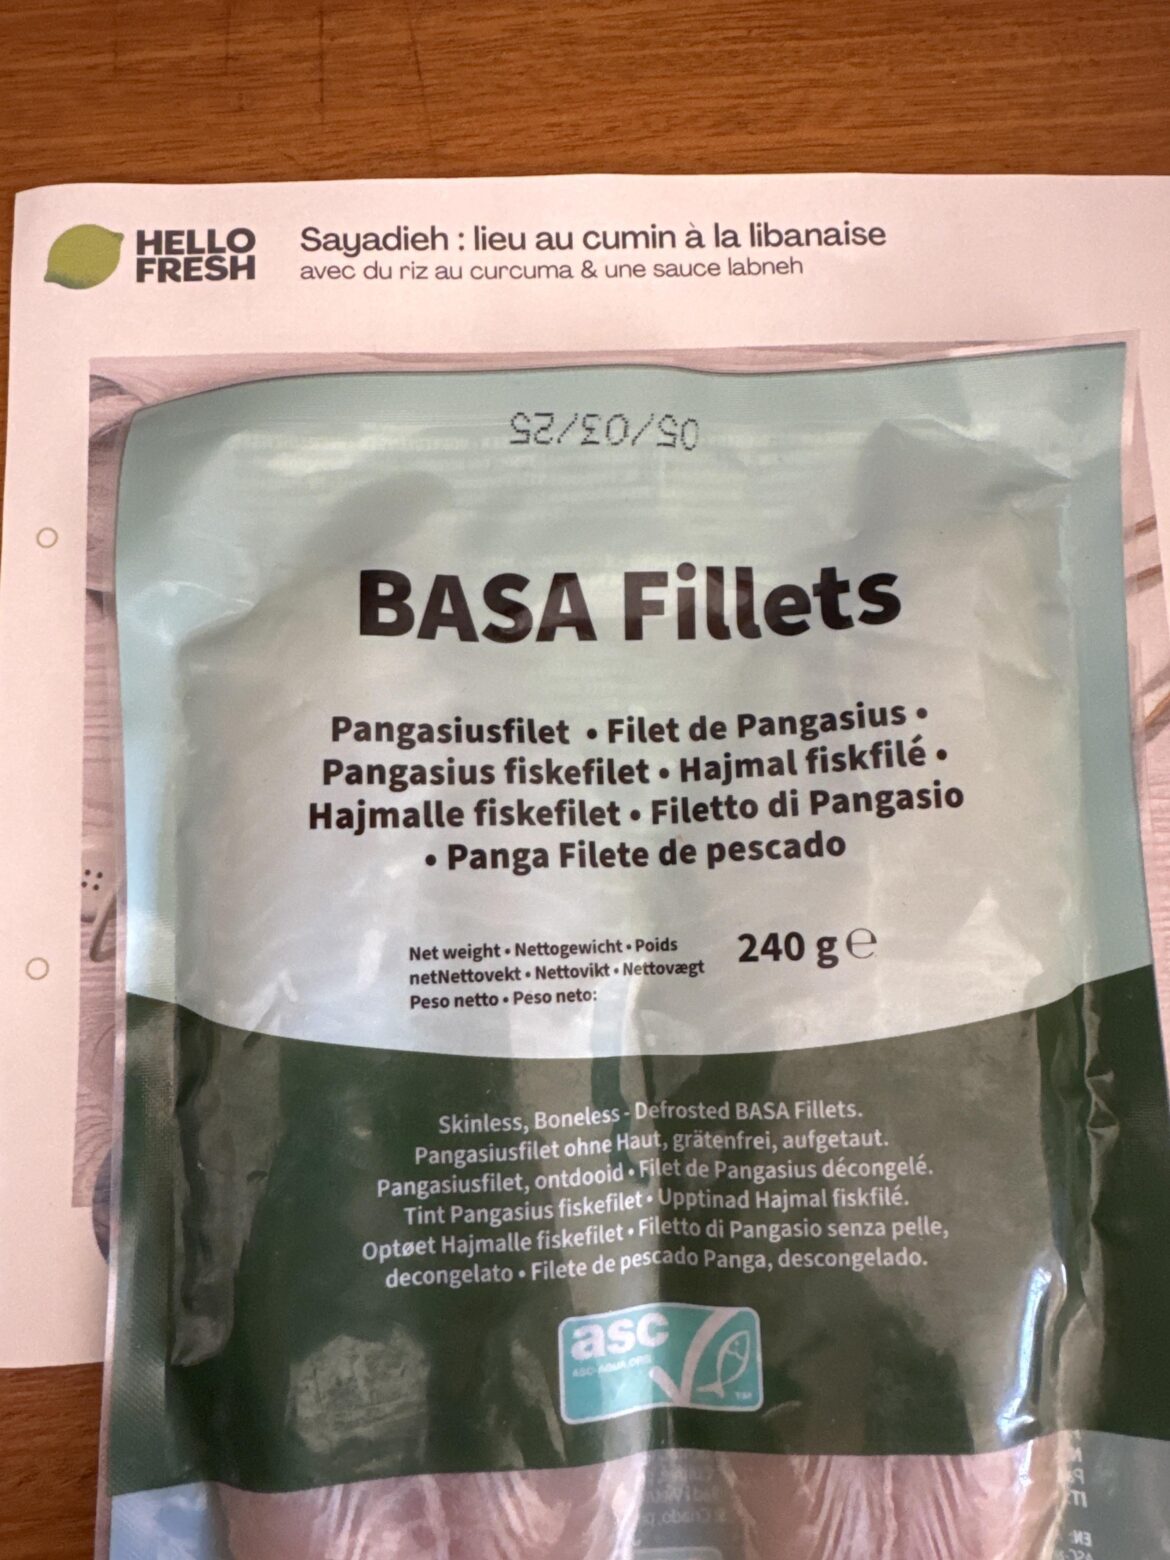 HELLO
FRESH
Sayadieh : lieu au cumin à la libanaise
avec du riz au curcuma & une sauce labneh
05/03/25
BASA Fillets
Pangasiusfilet • Filet de Pangasius •
Pangasius fiskefilet • Hajmal fiskfilé •
Hajmalle fiskefilet • Filetto di Pangasio
• Panga Filete de pescado
Net weight • Nettogewicht • Poids
netNettovekt • Nettovikt • Nettovægt
Peso netto • Peso neto:
240 g ℮
Skinless, Boneless - Defrosted BASA Fillets.
Pangasiusfilet ohne Haut, grätenfrei, aufgetaut.
Pangasiusfilet, ontdooid • Filet de Pangasius décongelé.
Tint Pangasius fiskefilet • Upptinad Hajmal fiskfilé.
Optøet Hajmalle fiskefilet • Filetto di Pangasio senza pelle,
decongelato • Filete de pescado Panga, descongelado.
asc
ASC-AQUA.ORG
TM